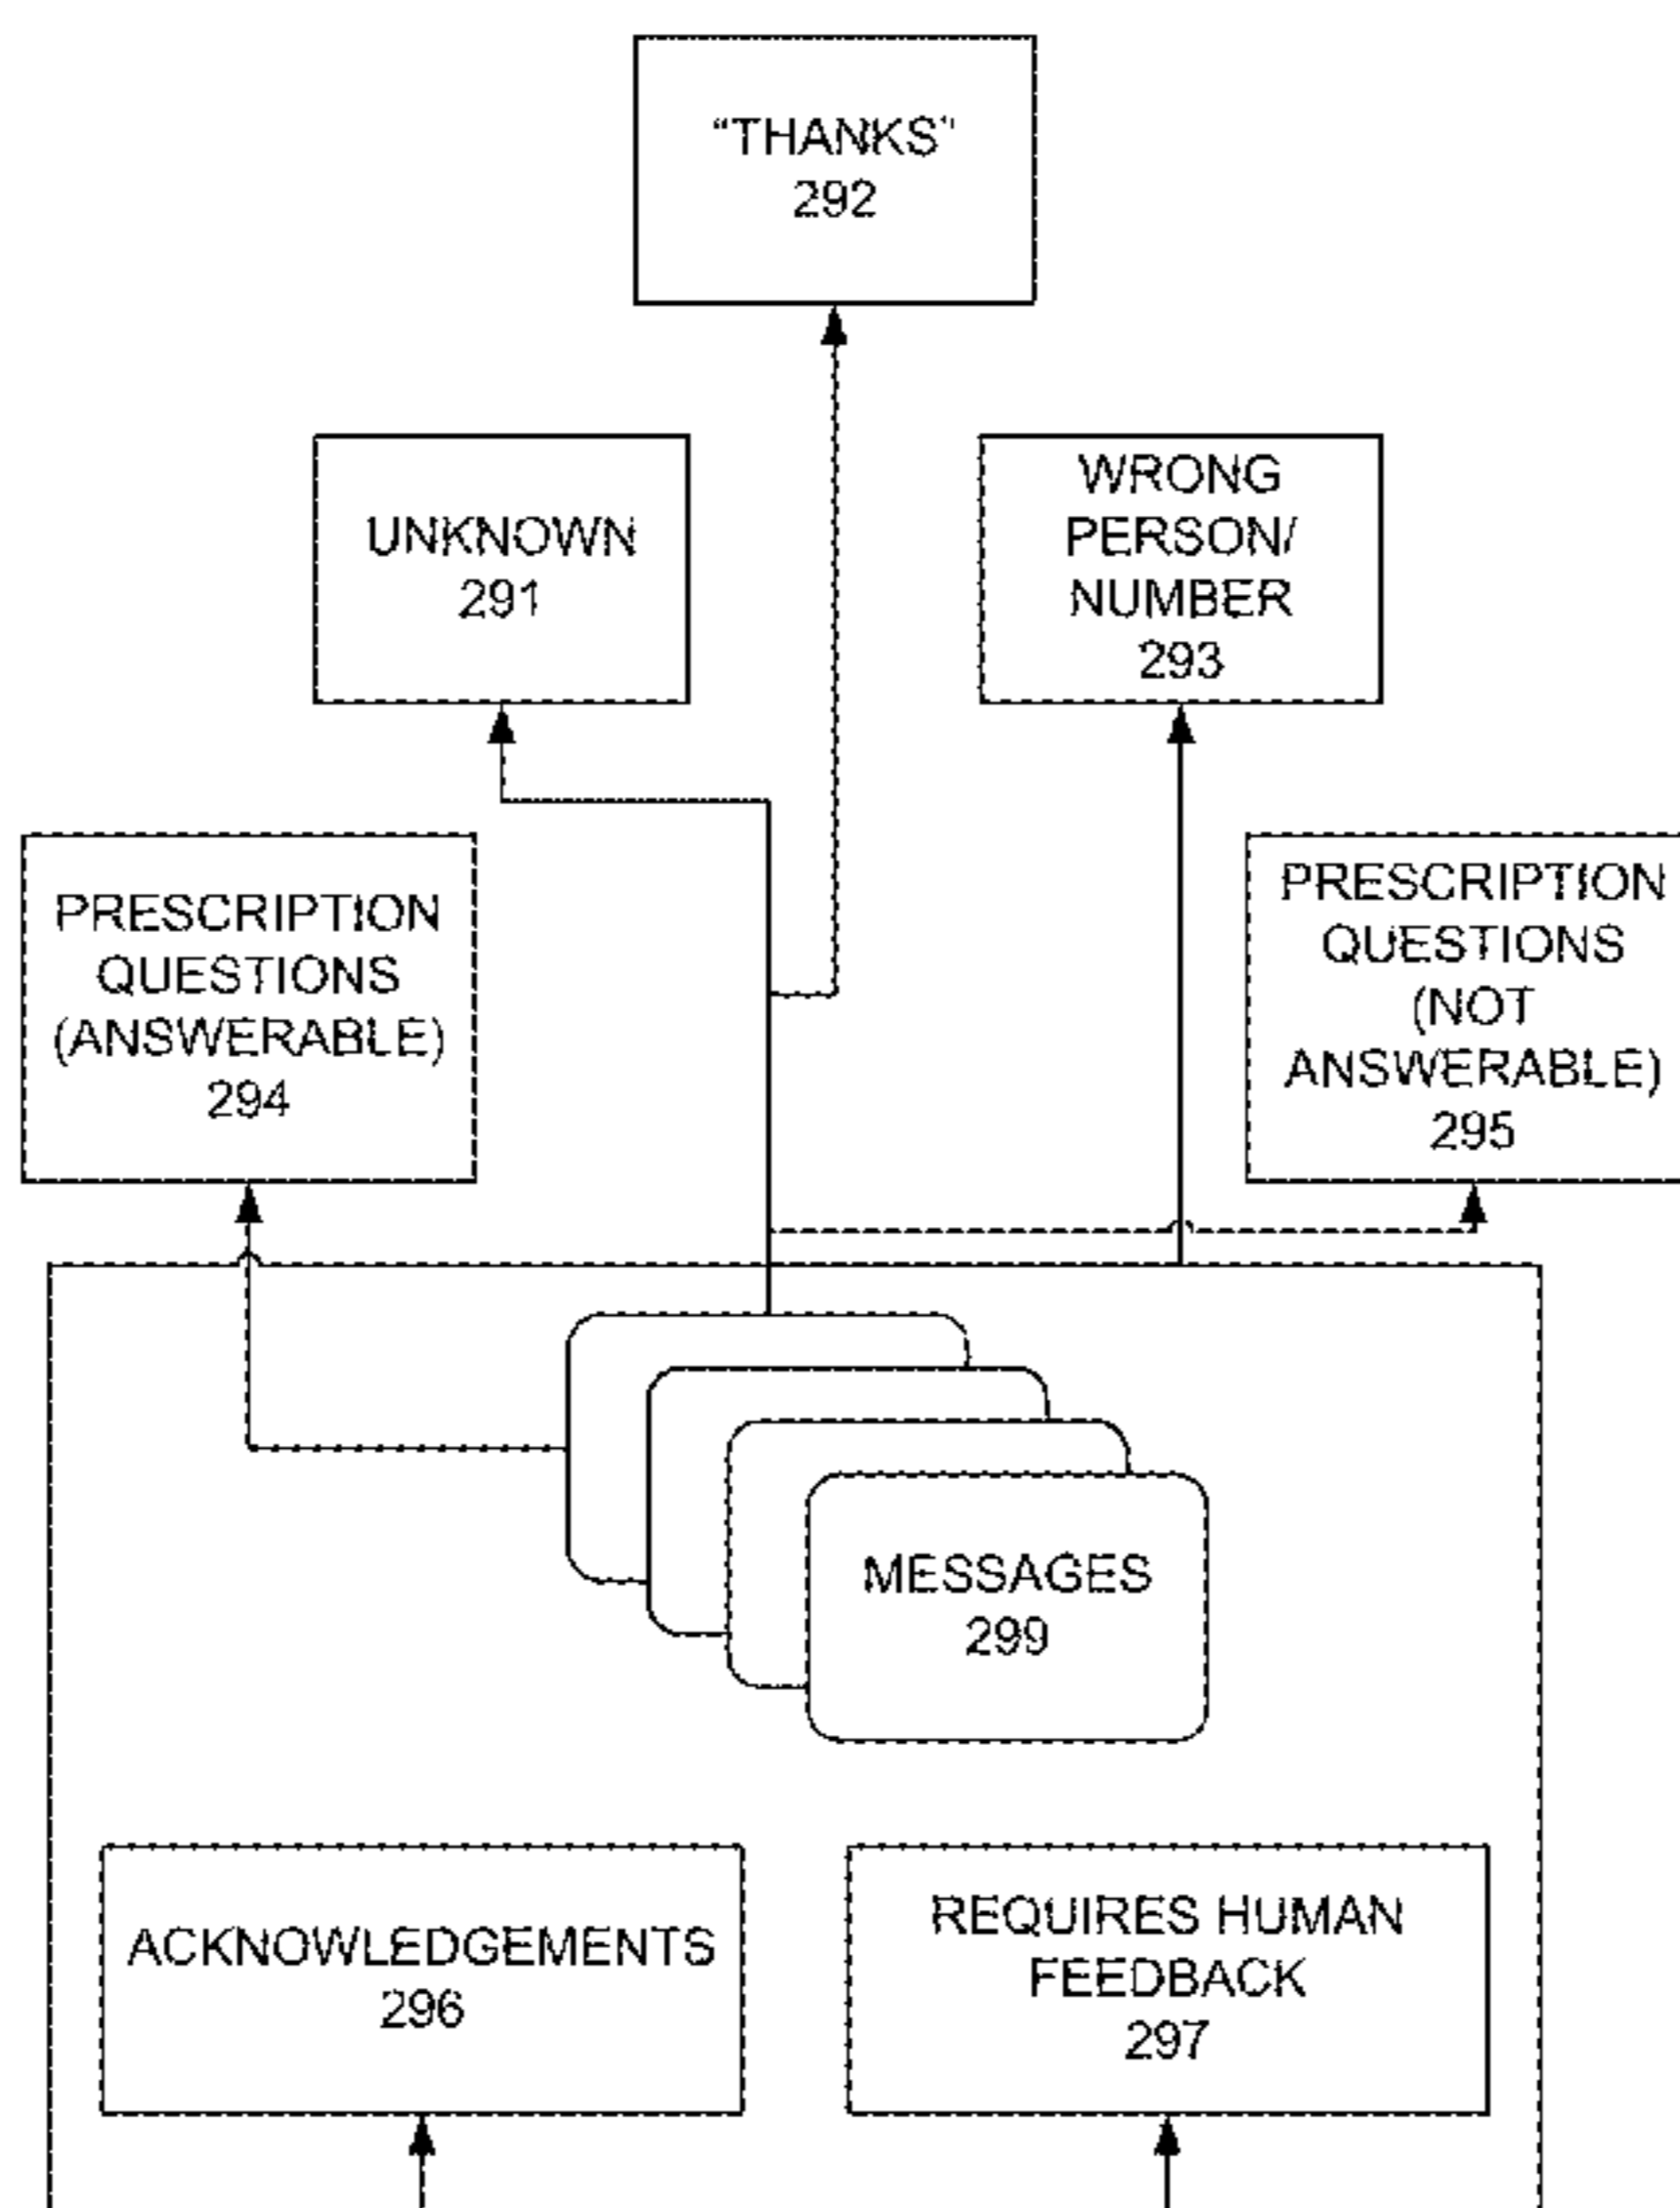 “THANKS”
292
UNKNOWN
291
WRONG
PERSON/
NUMBER
293
PRESCRIPTION
QUESTIONS
(ANSWERABLE)
294
PRESCRIPTION
QUESTIONS
(NOT
ANSWERABLE)
295
MESSAGES
299
ACKNOWLEDGEMENTS
296
REQUIRES HUMAN
FEEDBACK
297